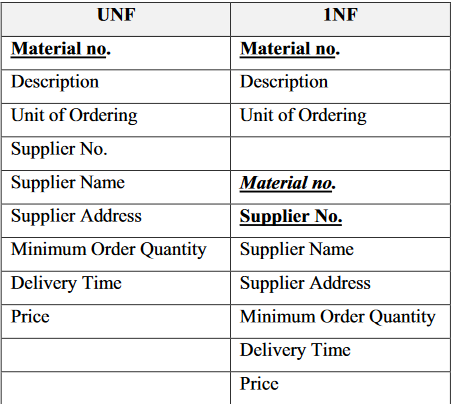 UNF 1NF
Material no. Material no.
Description Description
Unit of Ordering Unit of Ordering
Supplier No.
Supplier Name Material no.
Supplier Address Supplier No.
Minimum Order Quantity Supplier Name
Delivery Time Supplier Address
Price Minimum Order Quantity
Delivery Time
Price